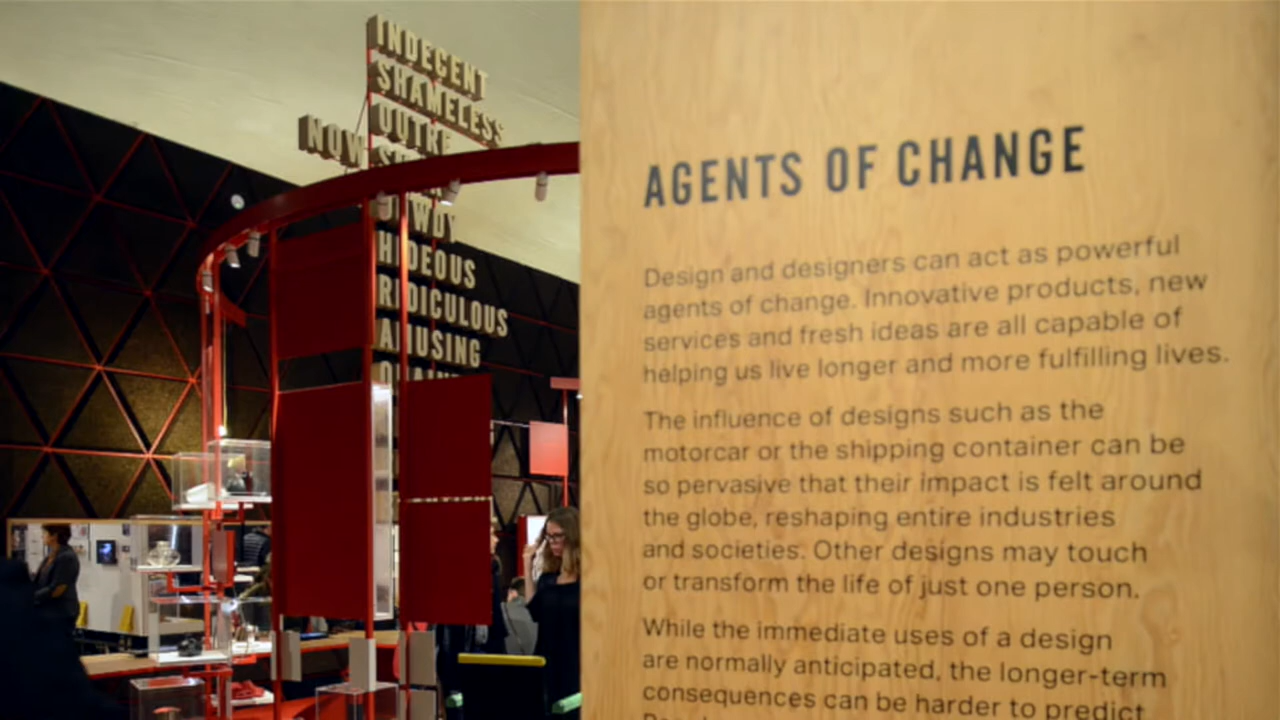 INDECENT
SHAMELESS
OUTRE
NOW
HIDEOUS
RIDICULOUS
AMUSING
AGENTS OF CHANGE
Design and designers can act as powerful
agents of change. Innovative products, new
services and fresh ideas are all capable of
helping us live longer and more fulfilling lives.
The influence of designs such as the
motorcar or the shipping container can be
so pervasive that their impact is felt around
the globe, reshaping entire industries
and societies. Other designs may touch
or transform the life of just one person.
While the immediate uses of a design
are normally anticipated, the longer-term
consequences can be harder to predict